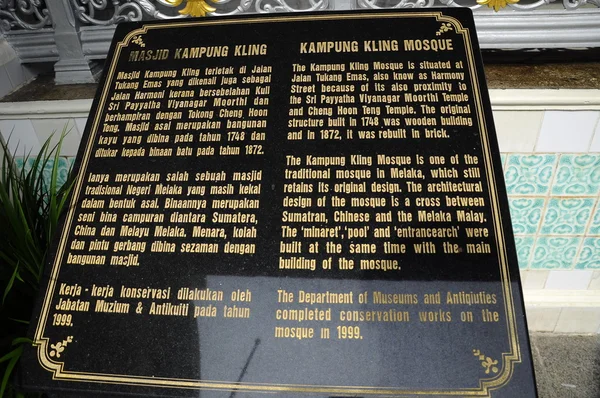 MASJID KAMPUNG KLING
Masjid Kampung Kling terletak di Jalan
Tukang Emas yang dikenali juga sebagai
Jalan Harmoni kerana bersebelahan Kuil
Sri Payyatha Viyanagar Moorthi dan
berhampiran dengan Tokong Cheng Hoon
Teng. Masjid asal merupakan bangunan
kayu yang dibina pada tahun 1748 dan
ditukar kepada binaan batu pada tahun 1872.
Ianya merupakan salah sebuah masjid
tradisional Negeri Melaka yang masih kekal
dalam bentuk asal. Binaannya merupakan
seni bina campuran diantara Sumatera,
China dan Melayu Melaka. Menara, kolah
dan pintu gerbang dibina sezaman dengan
bangunan masjid.
Kerja - kerja konservasi dilakukan oleh
Jabatan Muzium & Antikuiti pada tahun
1999.
KAMPUNG KLING MOSQUE
The Kampung Kling Mosque is situated at
Jalan Tukang Emas, also know as Harmony
Street because of its also proximity to
the Sri Payyatha Viyanagar Moorthi Temple
and Cheng Hoon Teng Temple. The original
structure built in 1748 was wooden building
and in 1872, it was rebuilt in brick.
The Kampung Kling Mosque is one of the
traditional mosque in Melaka, which still
retains its original design. The architectural
design of the mosque is a cross between
Sumatran, Chinese and the Melaka Malay.
The 'minaret','pool' and 'entrancearch' were
built at the same time with the main
building of the mosque.
The Department of Museums and Antiqiuties
completed conservation works on the
mosque in 1999.